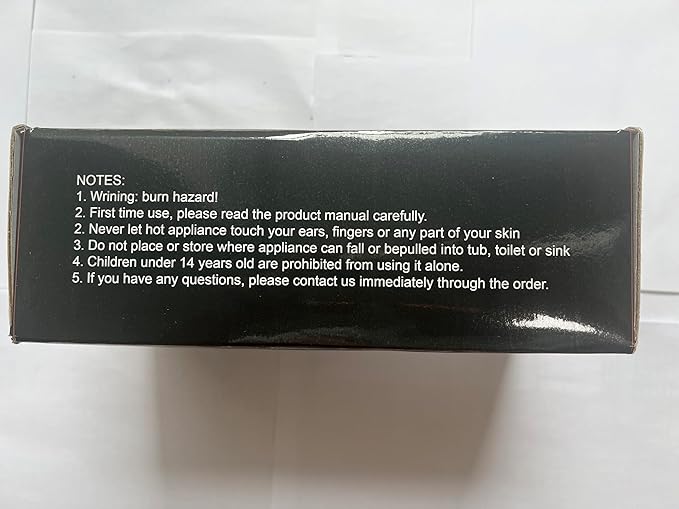 NOTES:
1. Wrining: burn hazard!
2. First time use, please read the product manual carefully.
2. Never let hot appliance touch your ears, fingers or any part of your skin
3. Do not place or store where appliance can fall or bepulled into tub, toilet or sink
4. Children under 14 years old are prohibited from using it alone.
5. If you have any questions, please contact us immediately through the order.